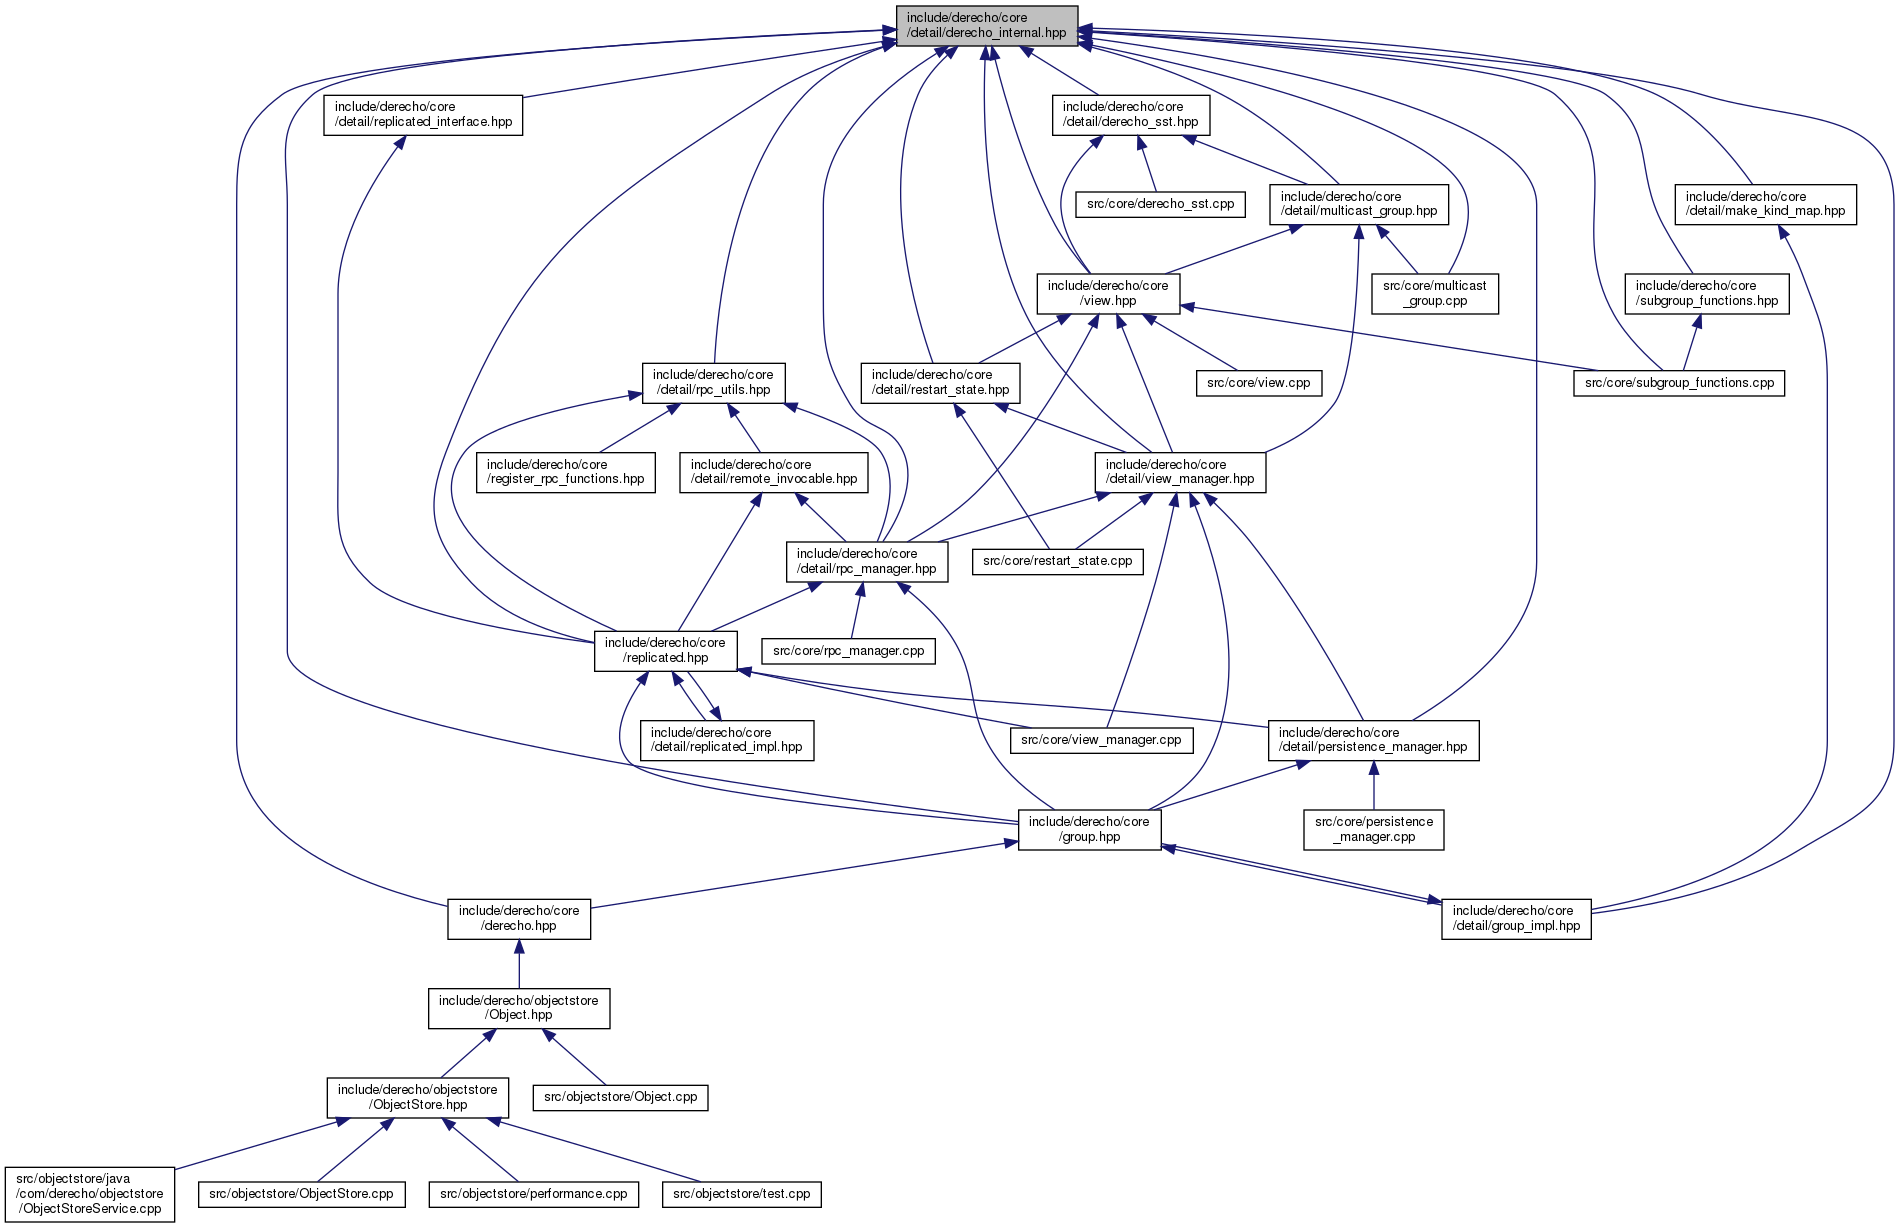 include/derecho/core
/detail/derecho_internal.hpp
include/derecho/core
/detail/replicated_interface.hpp
include/derecho/core
/detail/derecho_sst.hpp
src/core/derecho_sst.cpp
include/derecho/core
/detail/multicast_group.hpp
include/derecho/core
/detail/make_kind_map.hpp
include/derecho/core
/view.hpp
src/core/multicast
_group.cpp
include/derecho/core
/subgroup_functions.hpp
include/derecho/core
/detail/rpc_utils.hpp
include/derecho/core
/detail/restart_state.hpp
src/core/view.cpp
src/core/subgroup_functions.cpp
include/derecho/core
/register_rpc_functions.hpp
include/derecho/core
/detail/remote_invocable.hpp
include/derecho/core
/detail/view_manager.hpp
include/derecho/core
/detail/rpc_manager.hpp
src/core/restart_state.cpp
include/derecho/core
/replicated.hpp
src/core/rpc_manager.cpp
include/derecho/core
/detail/replicated_impl.hpp
src/core/view_manager.cpp
include/derecho/core
/detail/persistence_manager.hpp
include/derecho/core
/group.hpp
src/core/persistence
_manager.cpp
include/derecho/core
/derecho.hpp
include/derecho/core
/detail/group_impl.hpp
include/derecho/objectstore
/Object.hpp
include/derecho/objectstore
/ObjectStore.hpp
src/objectstore/Object.cpp
src/objectstore/java
/com/derecho/objectstore
/ObjectStoreService.cpp
src/objectstore/ObjectStore.cpp
src/objectstore/performance.cpp
src/objectstore/test.cpp